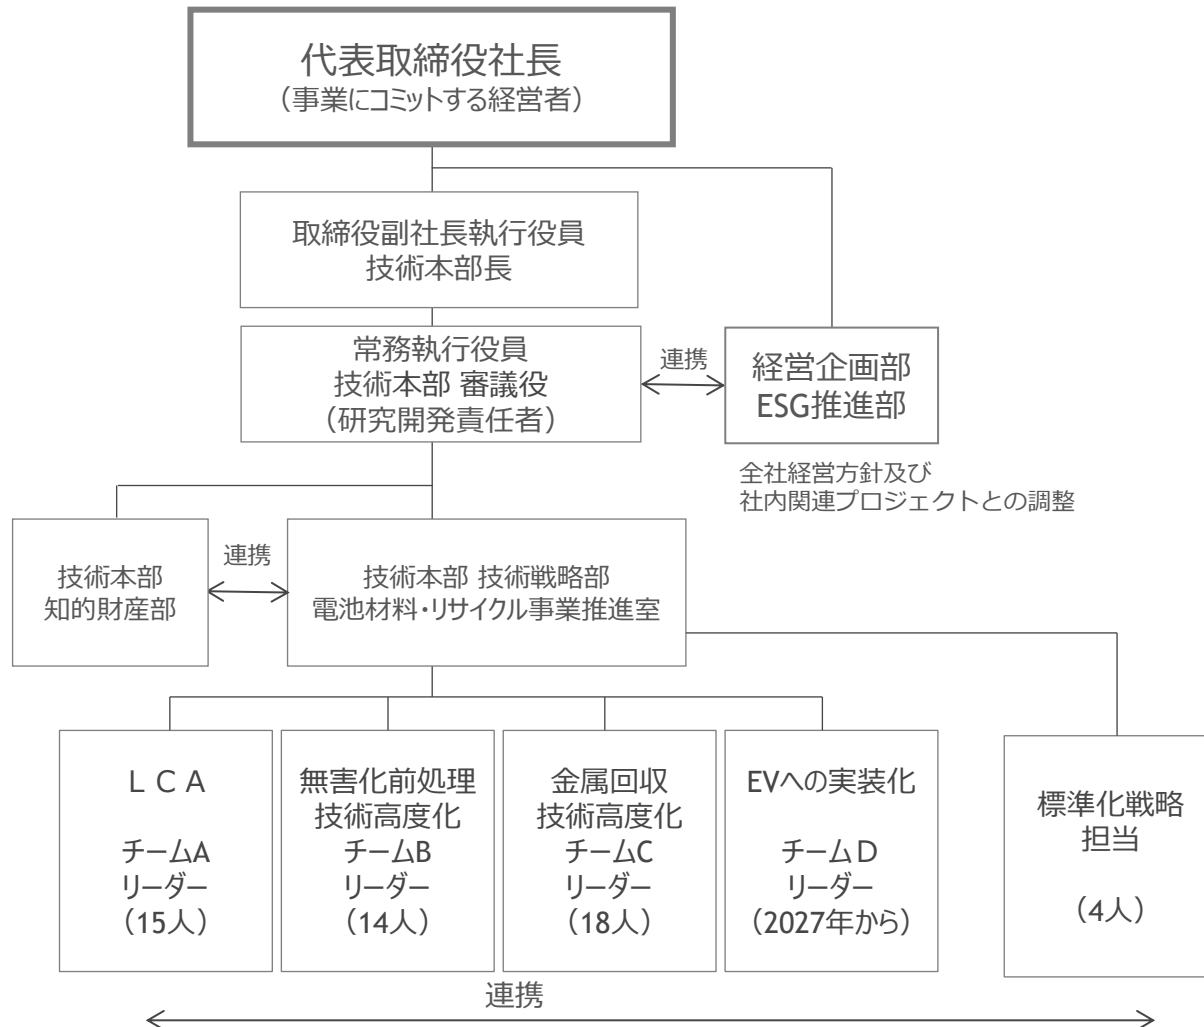 代表取締役社長
（事業にコミットする経営者）
取締役副社長執行役員
技術本部長
常務執行役員
技術本部 審議役
（研究開発責任者）
連携
経営企画部
ESG推進部
全社経営方針及び
社内関連プロジェクトとの調整
技術本部
知的財産部
連携
技術本部 技術戦略部
電池材料・リサイクル事業推進室
ＬＣＡ
チームA
リーダー
（15人）
無害化前処理
技術高度化
チームB
リーダー
（14人）
金属回収
技術高度化
チームC
リーダー
（18人）
EVへの実装化
チームＤ
リーダー
（2027年から）
標準化戦略
担当
（4人）
連携